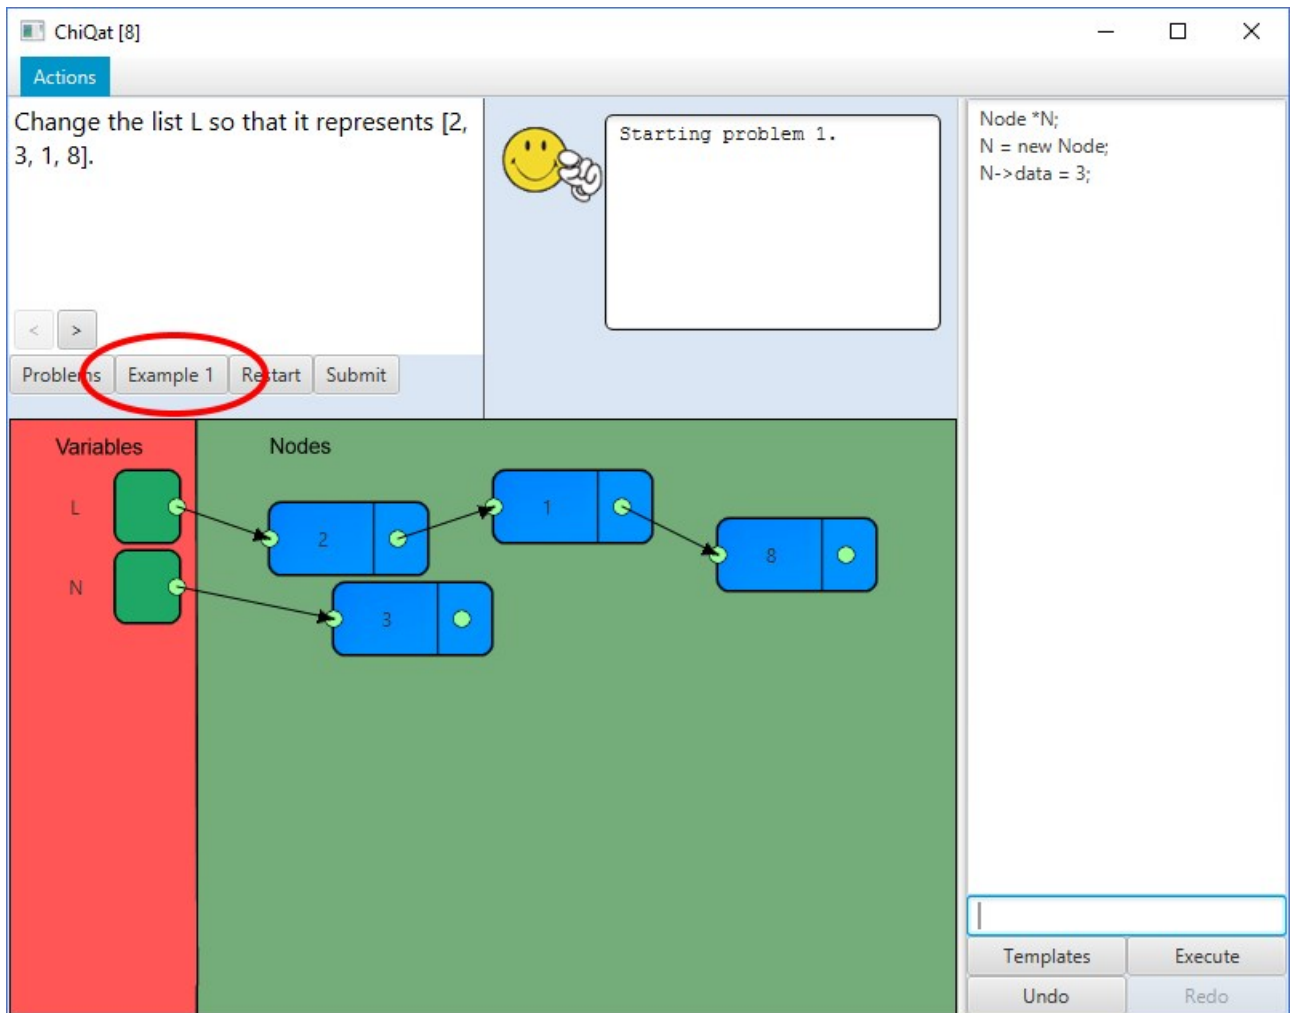 ChiQat [8]
Actions
Change the list L so that it represents [2,
3, 1, 8].
< >
Problems Example 1 Restart Submit
Starting problem 1.
Node *N;
N = new Node;
N->data = 3;
Variables Nodes
L
2
1
8
N
3
Templates Execute
Undo Redo